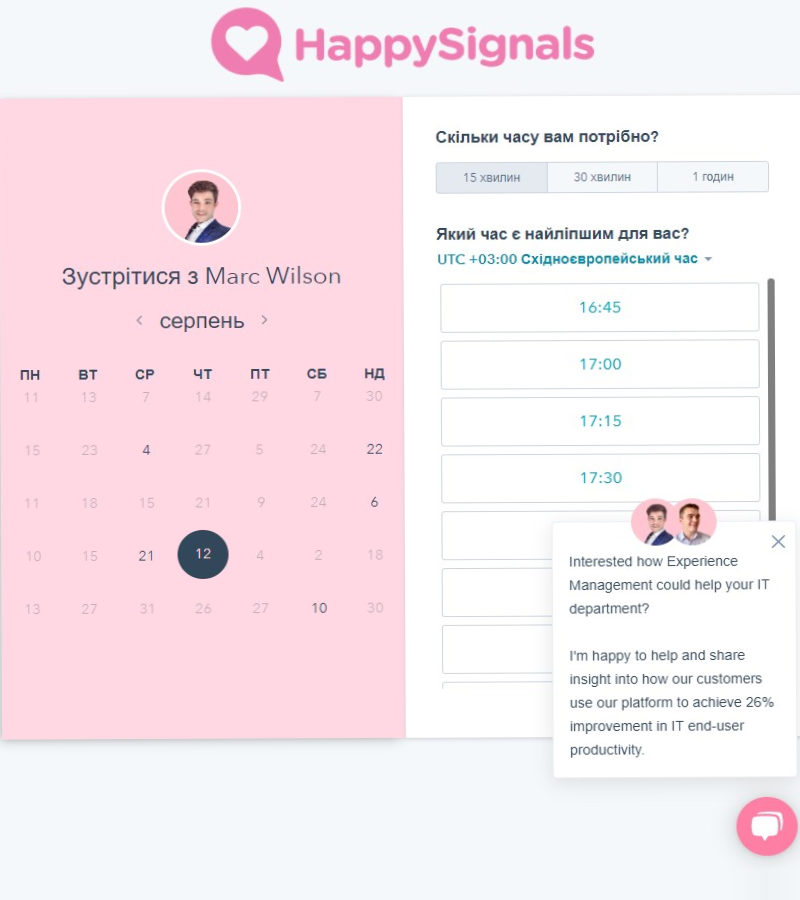 HappySignals
Зустрітися з Marc Wilson
серпень
ПН ВТ СР ЧТ ПТ СБ НД
11 13 7 14 29 7 30
15 23 4 27 5 24 22
11 18 15 21 9 24 6
10 15 21 12 4 2 18
13 27 31 26 27 10 30
Скільки часу вам потрібно?
15 хвилин 30 хвилин 1 годин
Який час є найліпшим для вас?
UTC +03:00 Східноєвропейський час
16:45
17:00
17:15
17:30
Interested how Experience
Management could help your IT
department?
I'm happy to help and share
insight into how our customers
use our platform to achieve 26%
improvement in IT end-user
productivity.